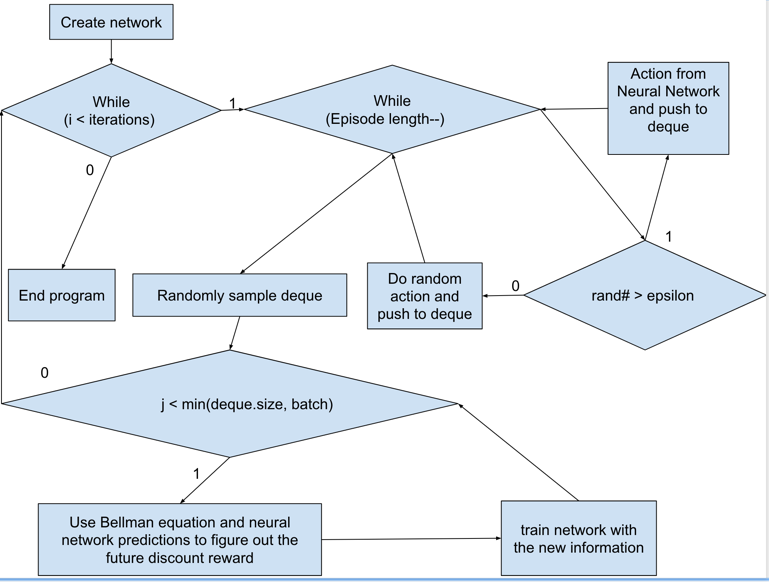 Create network
While
(i < iterations)
1
While
(Episode length--)
Action from
Neural Network
and push to
deque
0
1
End program
Randomly sample deque
Do random
action and
push to deque
0
rand# > epsilon
0
j < min(deque.size, batch)
1
Use Bellman equation and neural
network predictions to figure out the
future discount reward
train network with
the new information